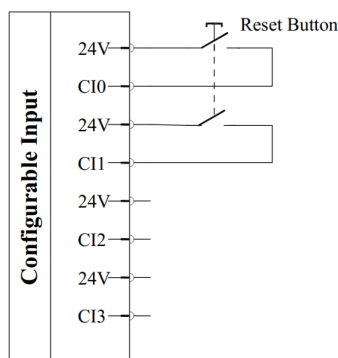 Reset Button
24V
CI0
24V
CI1
24V
CI2
24V
CI3
Configurable Input